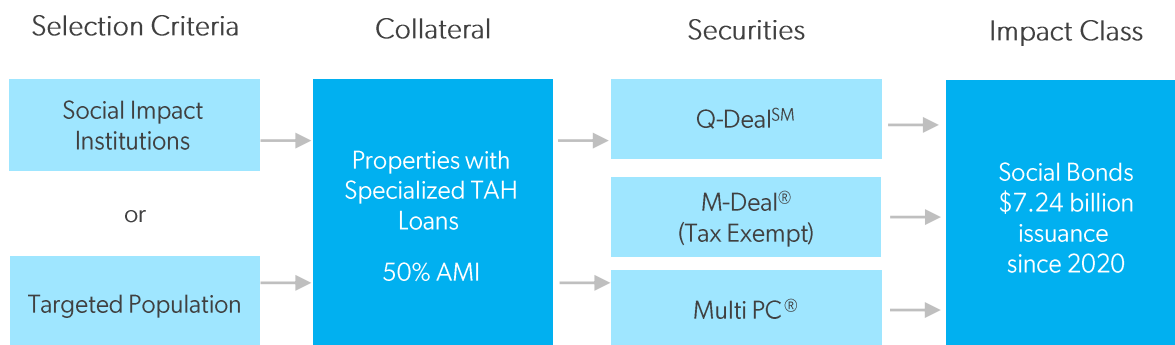 Selection Criteria
Collateral
Securities
Impact Class
Social Impact
Institutions
or
Targeted Population
Properties with
Specialized TAH
Loans
50% AMI
Q-Deal℠
M-Deal®
(Tax Exempt)
Multi PC®
Social Bonds
$7.24 billion
issuance
since 2020